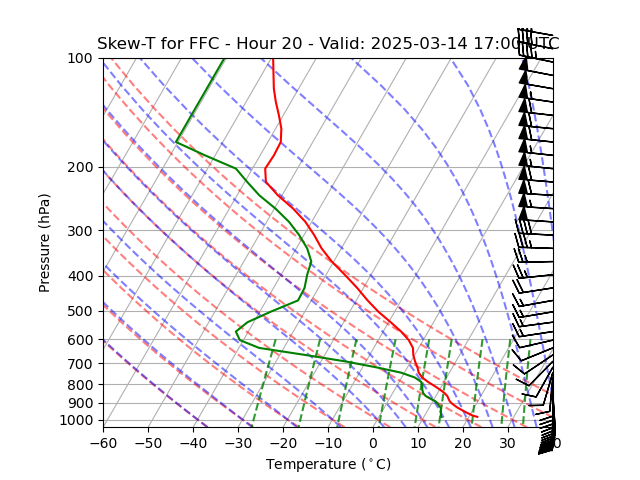 Skew-T for FFC - Hour 20 - Valid: 2025-03-14 17:00 UTC
100
200
300
400
500
600
700
800
900
1000
Pressure (hPa)
−60 −50 −40 −30 −20 −10 0 10 20 30 40
Temperature (°C)